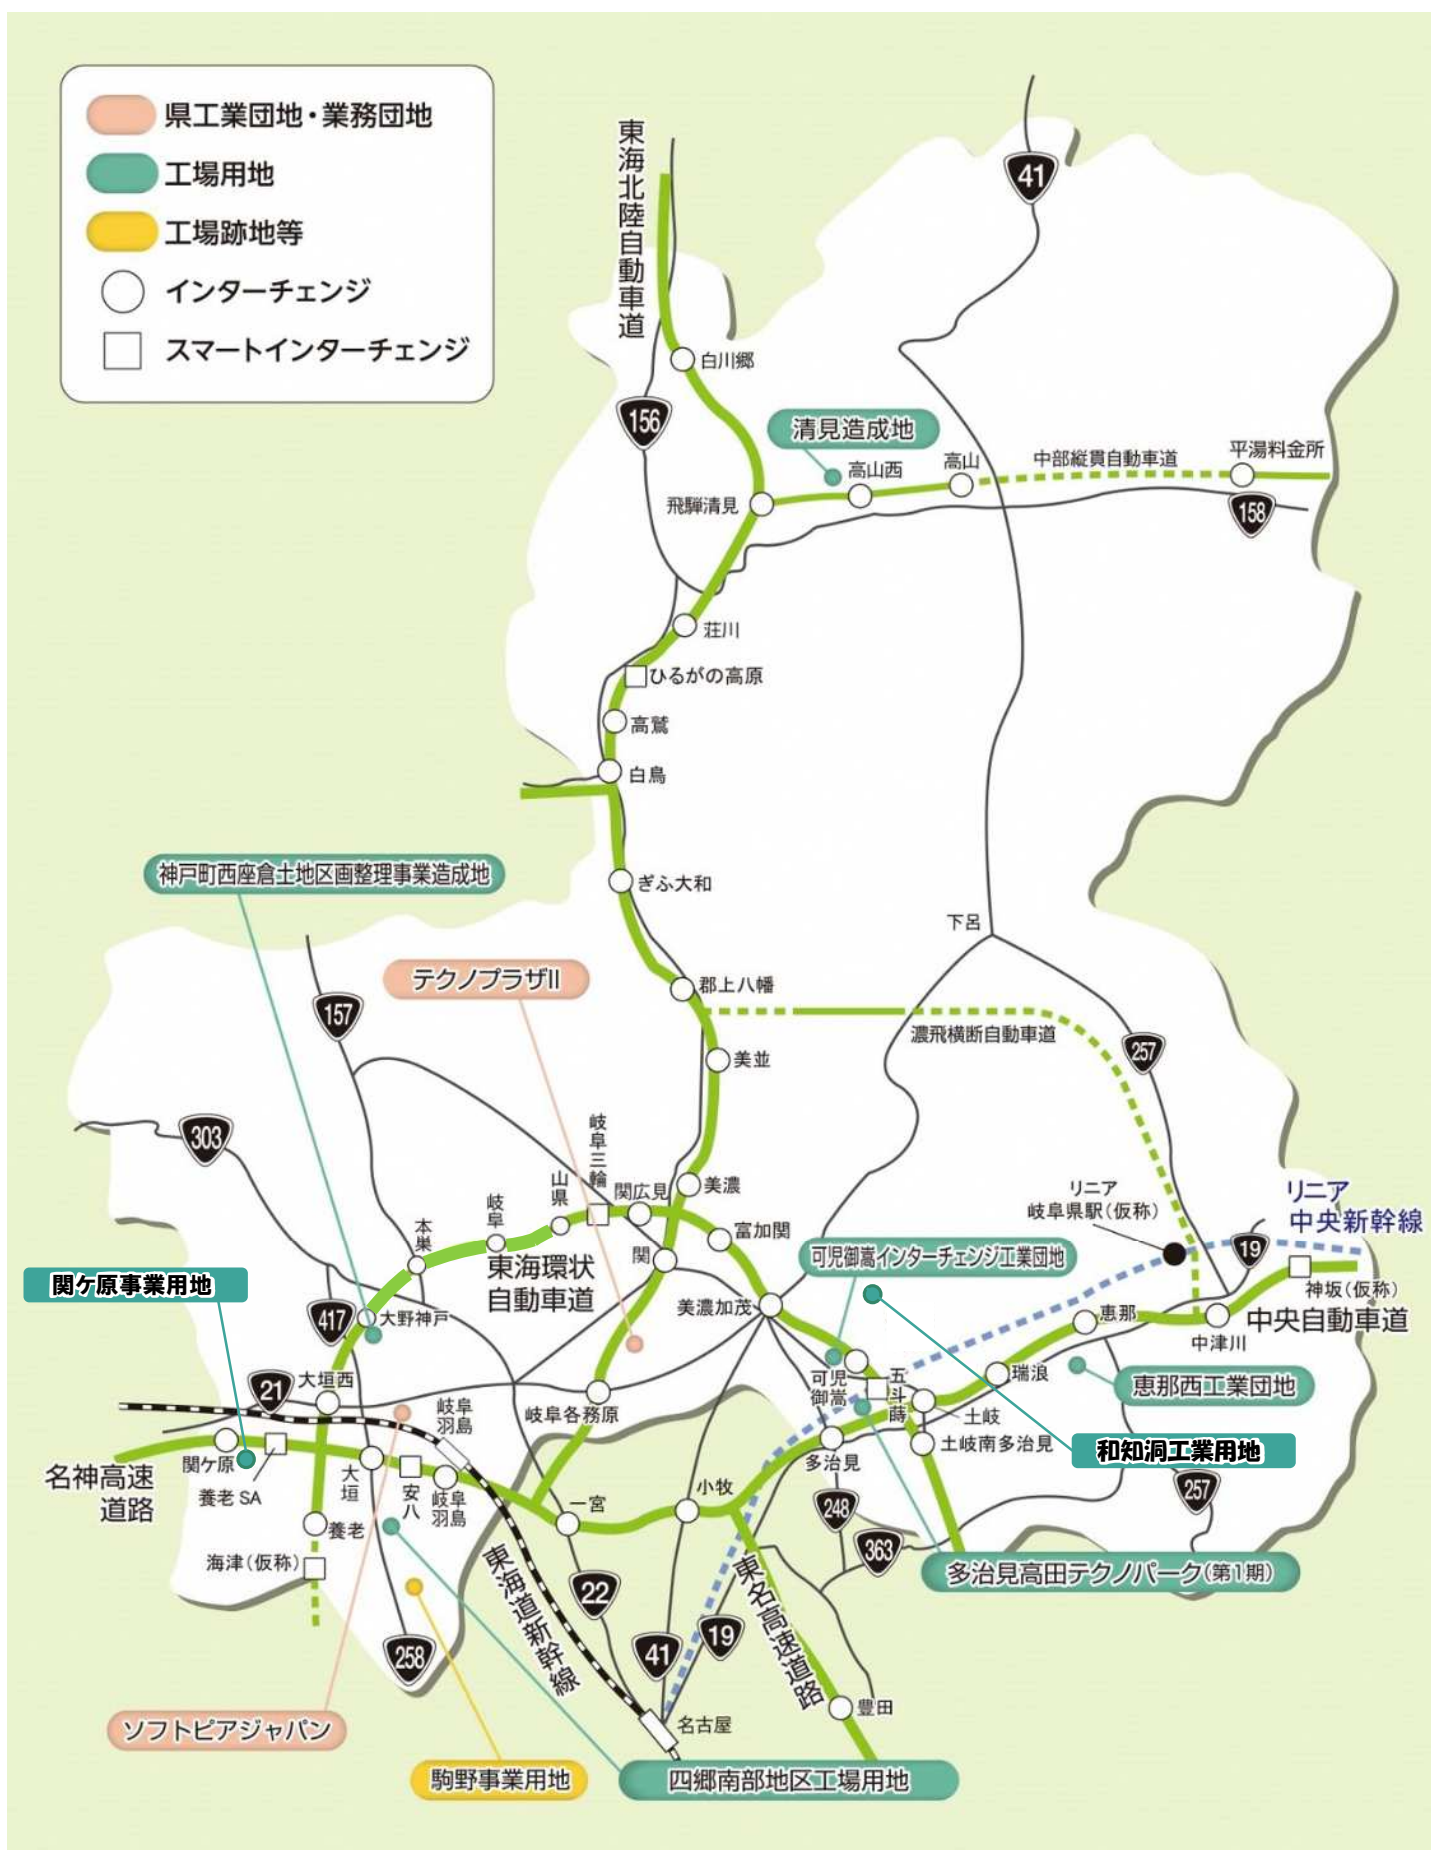 県工業団地・業務団地
工場用地
工場跡地等
インターチェンジ
スマートインターチェンジ
東海北陸自動車道
41
白川郷
156
清見造成地
高山西
高山
中部縦貫自動車道
平湯料金所
飛騨清見
158
荘川
ひるがの高原
高鷲
白鳥
神戸町西座倉土地区画整理事業造成地
ぎふ大和
下呂
テクノプラザII
郡上八幡
157
濃飛横断自動車道
257
美並
303
岐阜三輪
山県
関広見
美濃
岐阜
本巣
富加関
リニア
岐阜県駅(仮称)
リニア
中央新幹線
19
関
東海環状
自動車道
可児御嵩インターチェンジ工業団地
関ケ原事業用地
神坂(仮称)
中央自動車道
417
大野神戸
美濃加茂
恵那
中津川
21
大垣西
可児
御嵩
五斗蒔
瑞浪
恵那西工業団地
岐阜
羽島
岐阜各務原
土岐
土岐南多治見
和知洞工業用地
名神高速
道路
関ケ原
養老 SA
大垣
安八
岐阜
羽島
多治見
小牧
一宮
257
248
養老
海津(仮称)
363
多治見高田テクノパーク(第1期)
東海道新幹線
22
東名高速道路
258
41
19
豊田
ソフトピアジャパン
名古屋
駒野事業用地
四郷南部地区工場用地